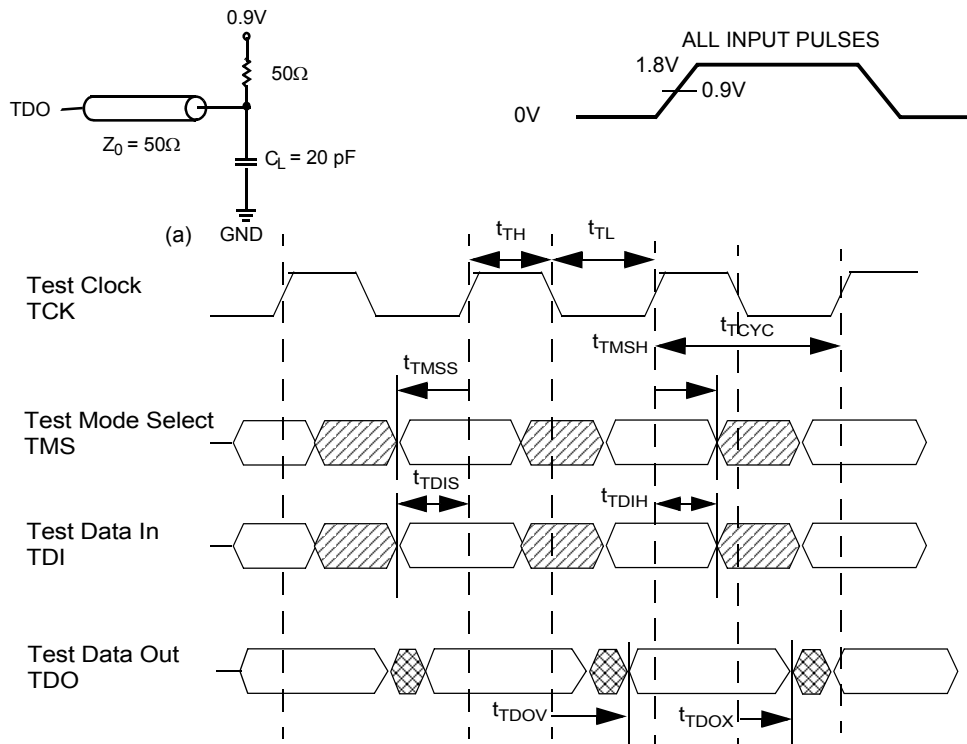 0.9V
50Ω
TDO
Z0 = 50Ω
CL = 20 pF
(a)
GND
ALL INPUT PULSES
1.8V
0.9V
0V
tTH
tTL
Test Clock
TCK
tTCYC
tTMSH
tTMSS
Test Mode Select
TMS
tTDIS
tTDIH
Test Data In
TDI
Test Data Out
TDO
tTDOV
tTDOX